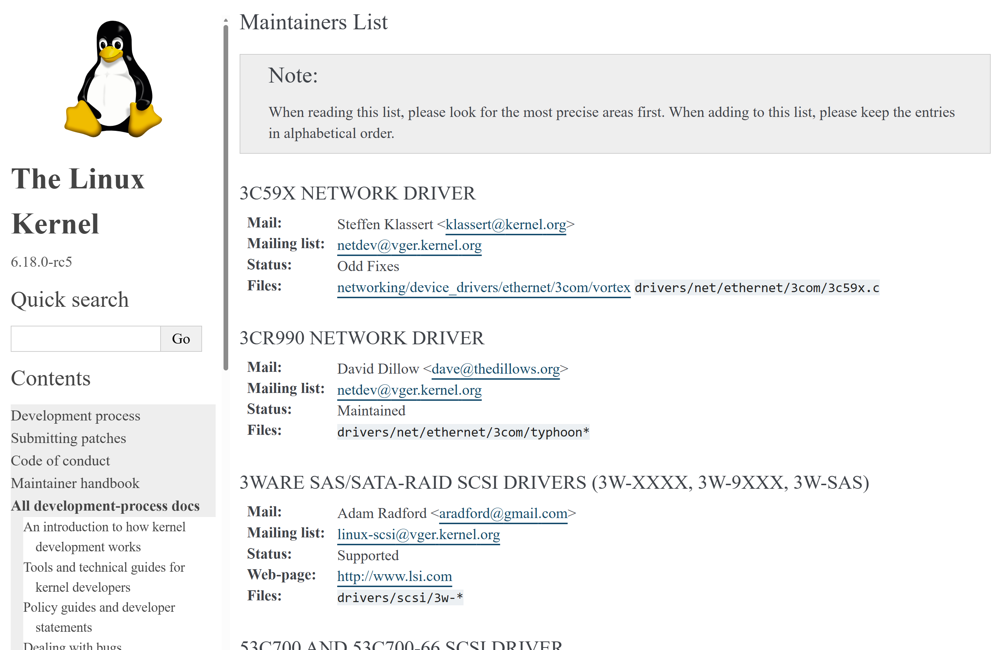 The Linux
Kernel
6.18.0-rc5
Quick search
Go
Contents
Development process
Submitting patches
Code of conduct
Maintainer handbook
All development-process docs
An introduction to how kernel
development works
Tools and technical guides for
kernel developers
Policy guides and developer
statements
Dealing with bugs
Maintainers List
Note:
When reading this list, please look for the most precise areas first. When adding to this list, please keep the entries
in alphabetical order.
3C59X NETWORK DRIVER
Mail: Steffen Klassert <klassert@kernel.org>
Mailing list: netdev@vger.kernel.org
Status: Odd Fixes
Files: networking/device_drivers/ethernet/3com/vortex drivers/net/ethernet/3com/3c59x.c
3CR990 NETWORK DRIVER
Mail: David Dillow <dave@thedillows.org>
Mailing list: netdev@vger.kernel.org
Status: Maintained
Files: drivers/net/ethernet/3com/typhoon*
3WARE SAS/SATA-RAID SCSI DRIVERS (3W-XXXX, 3W-9XXX, 3W-SAS)
Mail: Adam Radford <aradford@gmail.com>
Mailing list: linux-scsi@vger.kernel.org
Status: Supported
Web-page: http://www.lsi.com
Files: drivers/scsi/3w-*
53C700 AND 53C700-66 SCSI DRIVER